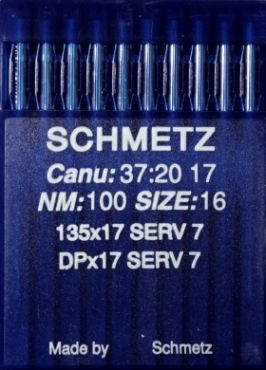 SCHMETZ
Canu: 37:20 17
NM:100 SIZE:16
135x17 SERV 7
DPx17 SERV 7
Made by Schmetz